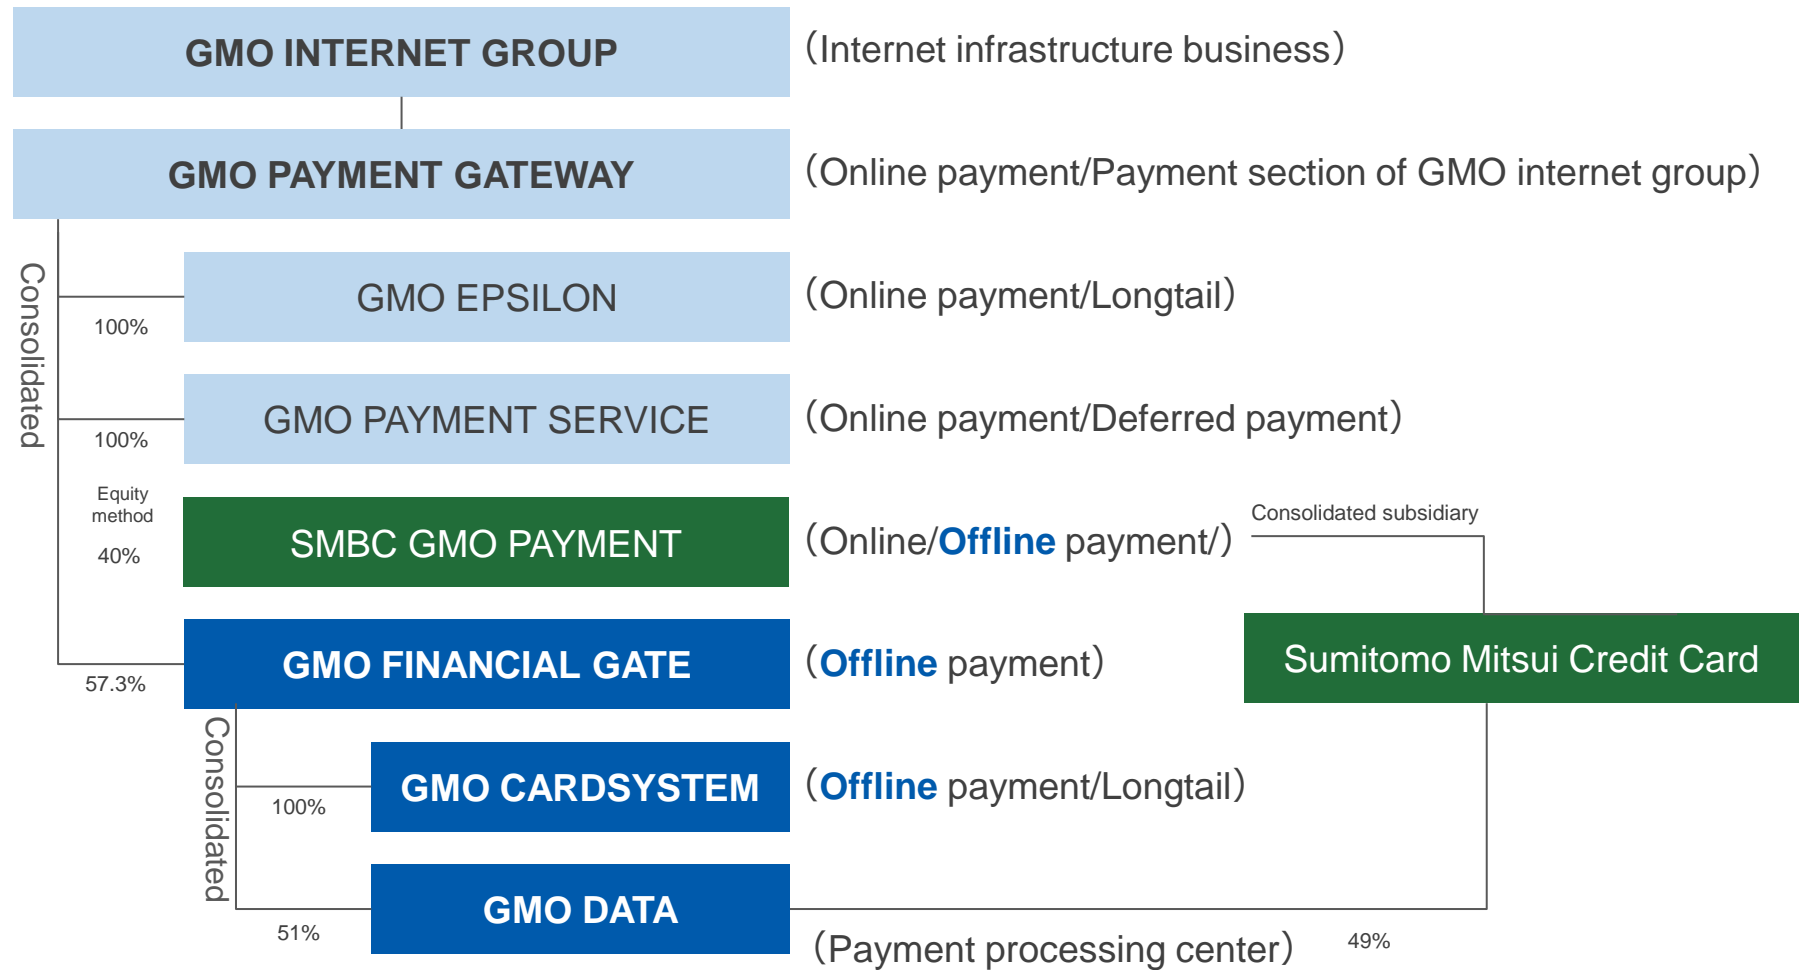 GMO INTERNET GROUP
（Internet infrastructure business）
GMO PAYMENT GATEWAY
（Online payment/Payment section of GMO internet group）
Consolidated
GMO EPSILON
（Online payment/Longtail）
100%
GMO PAYMENT SERVICE
（Online payment/Deferred payment）
100%
Equity
method
40%
SMBC GMO PAYMENT
（Online/Offline payment/）
Consolidated subsidiary
GMO FINANCIAL GATE
（Offline payment）
Sumitomo Mitsui Credit Card
57.3%
Consolidated
GMO CARDSYSTEM
（Offline payment/Longtail）
100%
GMO DATA
51%
（Payment processing center）
49%